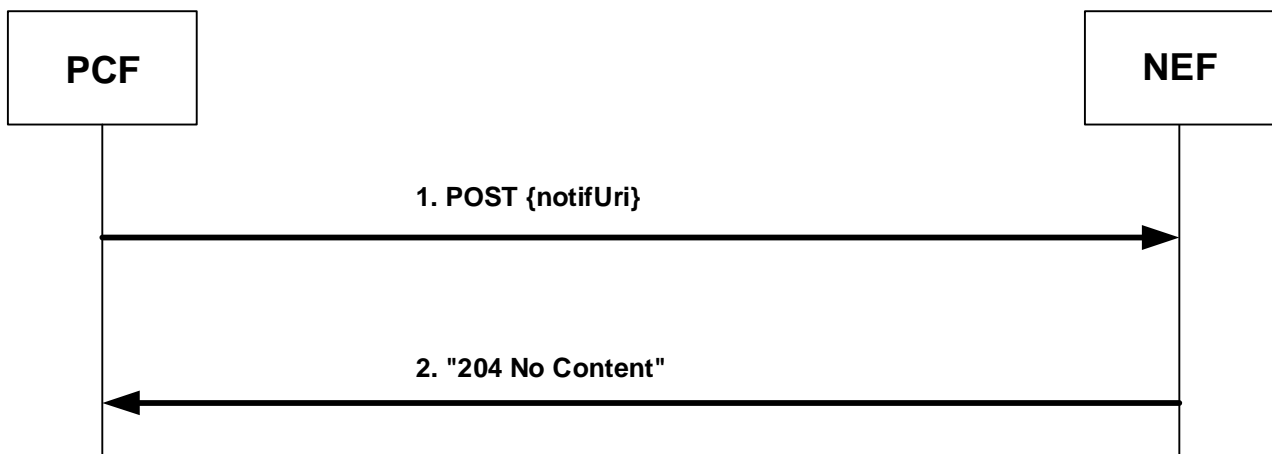 PCF
NEF
1. POST {notifUri}
2. "204 No Content"